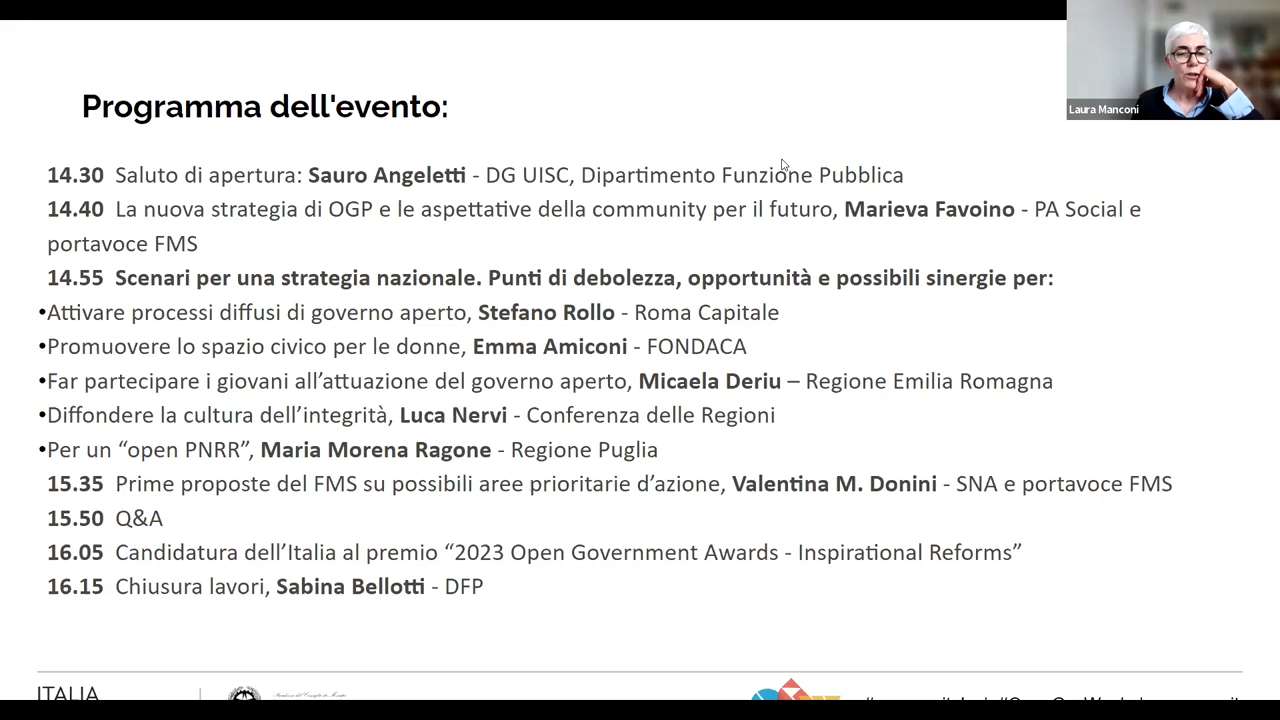 Laura Manconi
Programma dell'evento:
14.30 Saluto di apertura: Sauro Angeletti - DG UISC, Dipartimento Funzione Pubblica
14.40 La nuova strategia di OGP e le aspettative della community per il futuro, Marieva Favoino - PA Social e
portavoce FMS
14.55 Scenari per una strategia nazionale. Punti di debolezza, opportunità e possibili sinergie per:
•Attivare processi diffusi di governo aperto, Stefano Rollo - Roma Capitale
•Promuovere lo spazio civico per le donne, Emma Amiconi - FONDACA
•Far partecipare i giovani all’attuazione del governo aperto, Micaela Deriu – Regione Emilia Romagna
•Diffondere la cultura dell’integrità, Luca Nervi - Conferenza delle Regioni
•Per un “open PNRR”, Maria Morena Ragone - Regione Puglia
15.35 Prime proposte del FMS su possibili aree prioritarie d’azione, Valentina M. Donini - SNA e portavoce FMS
15.50 Q&A
16.05 Candidatura dell’Italia al premio “2023 Open Government Awards - Inspirational Reforms”
16.15 Chiusura lavori, Sabina Bellotti - DFP
ITALIA